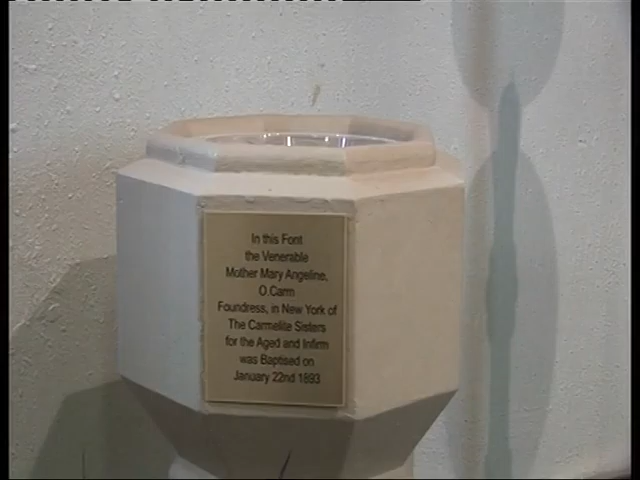 In this Font
the Venerable
Mother Mary Angeline,
O.Carm
Foundress, in New York of
The Carmelite Sisters
for the Aged and Infirm
was Baptised on
January 22nd 1893